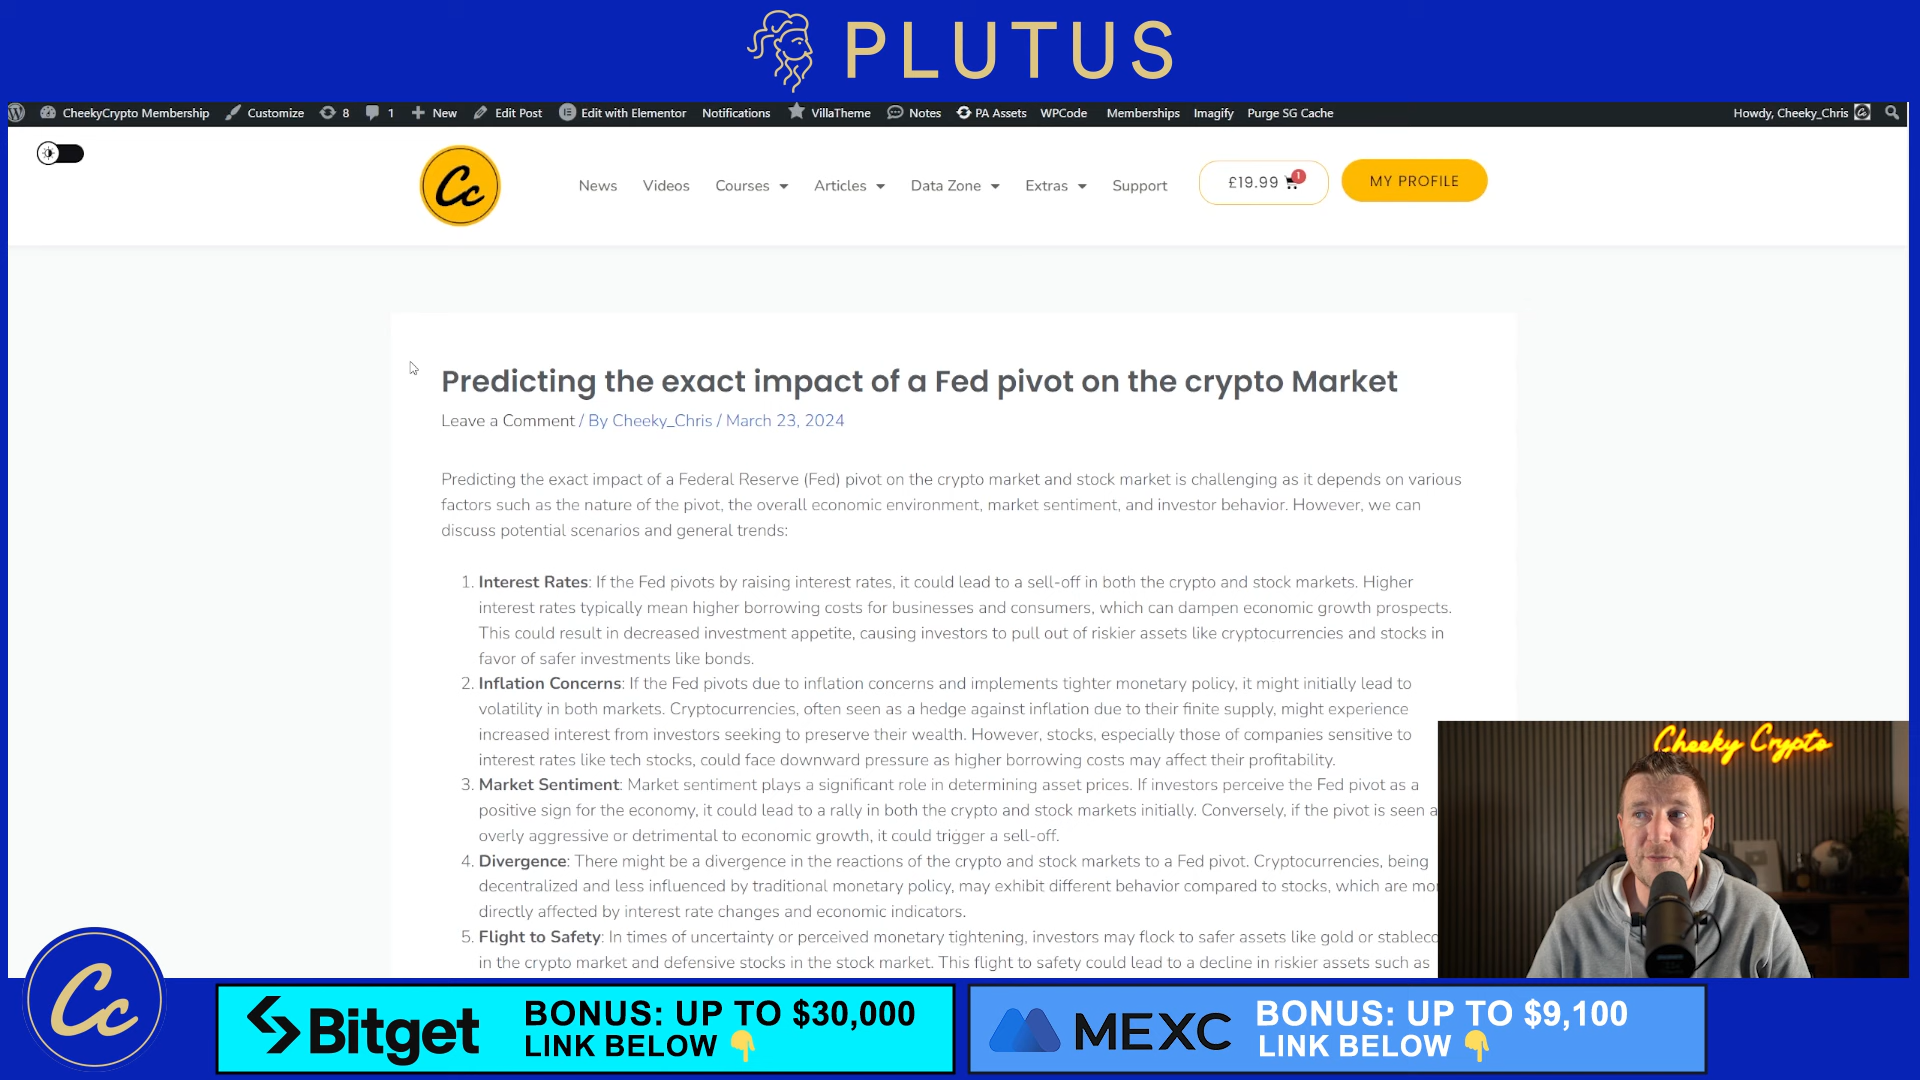 PLUTUS
CheekyCrypto Membership Customize 8 1 New Edit Post Edit with Elementor Notifications VillaTheme Notes PA Assets WPCode Memberships Imagify Purge SG Cache Howdy, Cheeky_Chris
Cc News Videos Courses Articles Data Zone Extras Support £19.99 1 MY PROFILE
Predicting the exact impact of a Fed pivot on the crypto Market
Leave a Comment / By Cheeky_Chris / March 23, 2024
Predicting the exact impact of a Federal Reserve (Fed) pivot on the crypto market and stock market is challenging as it depends on various
factors such as the nature of the pivot, the overall economic environment, market sentiment, and investor behavior. However, we can
discuss potential scenarios and general trends:
1. Interest Rates: If the Fed pivots by raising interest rates, it could lead to a sell-off in both the crypto and stock markets. Higher
interest rates typically mean higher borrowing costs for businesses and consumers, which can dampen economic growth prospects.
This could result in decreased investment appetite, causing investors to pull out of riskier assets like cryptocurrencies and stocks in
favor of safer investments like bonds.
2. Inflation Concerns: If the Fed pivots due to inflation concerns and implements tighter monetary policy, it might initially lead to
volatility in both markets. Cryptocurrencies, often seen as a hedge against inflation due to their finite supply, might experience
increased interest from investors seeking to preserve their wealth. However, stocks, especially those of companies sensitive to
interest rates like tech stocks, could face downward pressure as higher borrowing costs may affect their profitability.
3. Market Sentiment: Market sentiment plays a significant role in determining asset prices. If investors perceive the Fed pivot as a
positive sign for the economy, it could lead to a rally in both the crypto and stock markets initially. Conversely, if the pivot is seen a
overly aggressive or detrimental to economic growth, it could trigger a sell-off.
4. Divergence: There might be a divergence in the reactions of the crypto and stock markets to a Fed pivot. Cryptocurrencies, being
decentralized and less influenced by traditional monetary policy, may exhibit different behavior compared to stocks, which are mor
directly affected by interest rate changes and economic indicators.
5. Flight to Safety: In times of uncertainty or perceived monetary tightening, investors may flock to safer assets like gold or stableco
in the crypto market and defensive stocks in the stock market. This flight to safety could lead to a decline in riskier assets such as
Cheeky Crypto
Cc
Bitget
BONUS: UP TO $30,000
LINK BELOW
MEXC
BONUS: UP TO $9,100
LINK BELOW